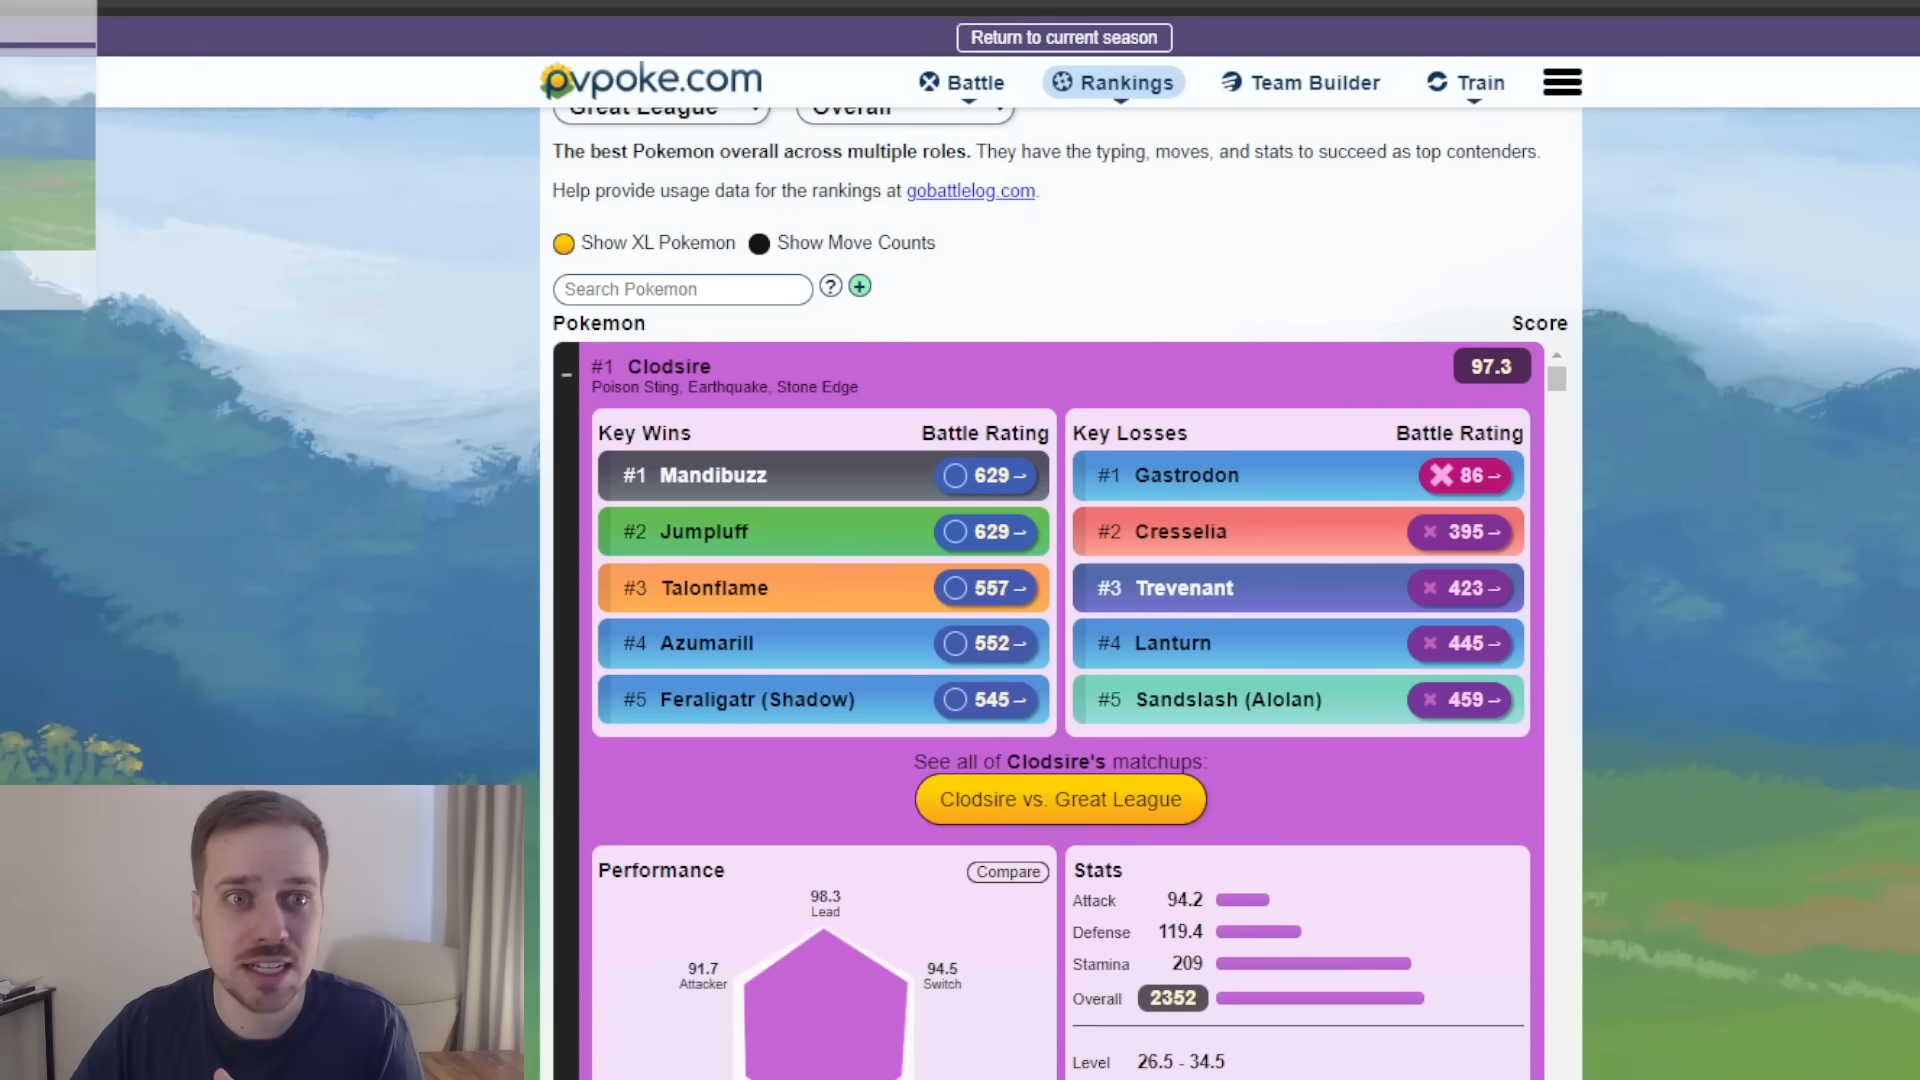 Return to current season
pvpoke.com
Battle
Rankings
Team Builder
Train
Great League
Overall
The best Pokemon overall across multiple roles. They have the typing, moves, and stats to succeed as top contenders.
Help provide usage data for the rankings at gobattlelog.com.
Show XL Pokemon
Show Move Counts
Search Pokemon
?
+
Pokemon
Score
-
#1 Clodsire
97.3
Poison Sting, Earthquake, Stone Edge
Key Wins
Battle Rating
#1 Mandibuzz 629
#2 Jumpluff 629
#3 Talonflame 557
#4 Azumarill 552
#5 Feraligatr (Shadow) 545
Key Losses
Battle Rating
#1 Gastrodon 86
#2 Cresselia 395
#3 Trevenant 423
#4 Lanturn 445
#5 Sandslash (Alolan) 459
See all of Clodsire's matchups:
Clodsire vs. Great League
Performance
Compare
98.3
Lead
91.7
Attacker
94.5
Switch
Stats
Attack 94.2
Defense 119.4
Stamina 209
Overall 2352
Level 26.5 - 34.5